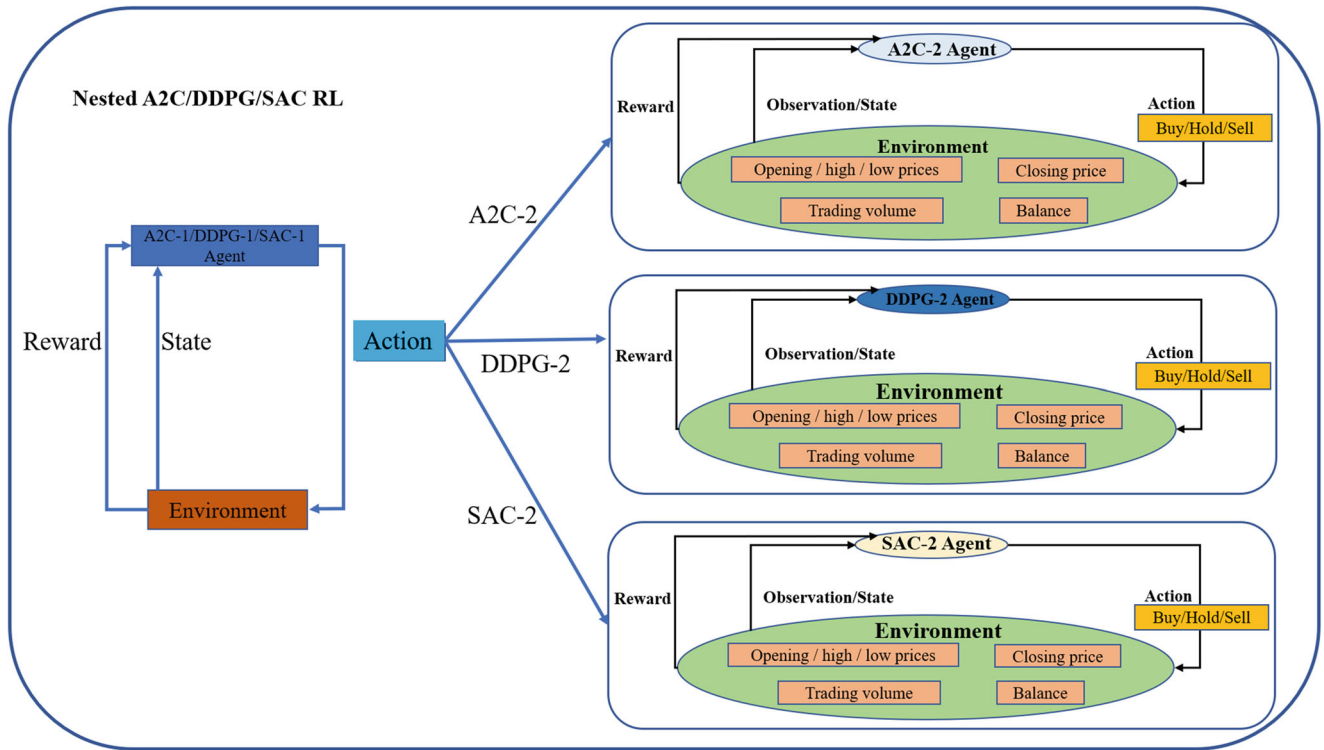 Nested A2C/DDPG/SAC RL
A2C-1/DDPG-1/SAC-1
Agent
Reward
State
Action
Environment
A2C-2
DDPG-2
SAC-2
A2C-2 Agent
Reward
Observation/State
Action
Buy/Hold/Sell
Environment
Opening / high / low prices
Closing price
Trading volume
Balance
DDPG-2 Agent
Reward
Observation/State
Action
Buy/Hold/Sell
Environment
Opening / high / low prices
Closing price
Trading volume
Balance
SAC-2 Agent
Reward
Observation/State
Action
Buy/Hold/Sell
Environment
Opening / high / low prices
Closing price
Trading volume
Balance